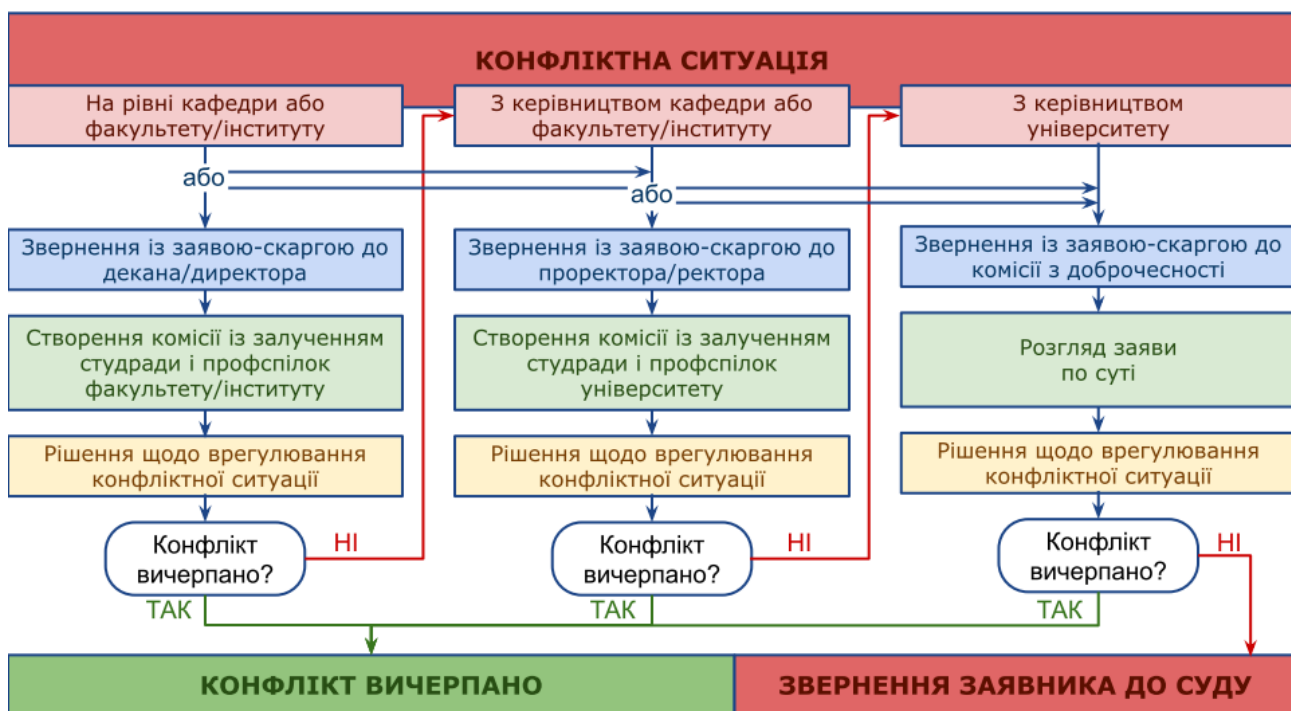 КОНФЛІКТНА СИТУАЦІЯ
На рівні кафедри або
факультету/інституту
З керівництвом кафедри або
факультету/інституту
З керівництвом
університету
або
або
Звернення із заявою-скаргою до
декана/директора
Звернення із заявою-скаргою до
проректора/ректора
Звернення із заявою-скаргою до
комісії з доброчесності
Створення комісії із залученням
студради і профспілок
факультету/інституту
Створення комісії із залученням
студради і профспілок
університету
Розгляд заяви
по суті
Рішення щодо врегулювання
конфліктної ситуації
Рішення щодо врегулювання
конфліктної ситуації
Рішення щодо врегулювання
конфліктної ситуації
Конфлікт
вичерпано?
НІ
ТАК
Конфлікт
вичерпано?
НІ
ТАК
Конфлікт
вичерпано?
НІ
ТАК
КОНФЛІКТ ВИЧЕРПАНО
ЗВЕРНЕННЯ ЗАЯВНИКА ДО СУДУ